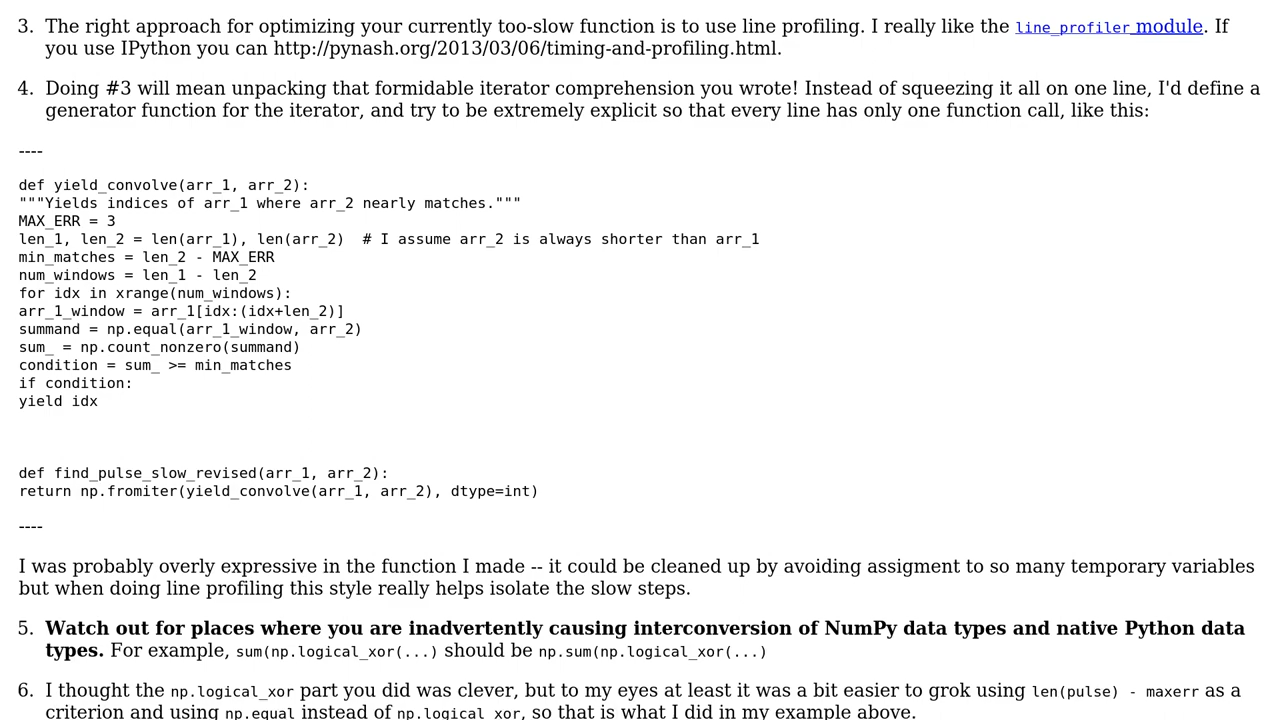 3. The right approach for optimizing your currently too-slow function is to use line profiling. I really like the line_profiler module. If
you use IPython you can http://pynash.org/2013/03/06/timing-and-profiling.html.
4. Doing #3 will mean unpacking that formidable iterator comprehension you wrote! Instead of squeezing it all on one line, I'd define a
generator function for the iterator, and try to be extremely explicit so that every line has only one function call, like this:
----
def yield_convolve(arr_1, arr_2):
"""Yields indices of arr_1 where arr_2 nearly matches."""
MAX_ERR = 3
len_1, len_2 = len(arr_1), len(arr_2)  # I assume arr_2 is always shorter than arr_1
min_matches = len_2 - MAX_ERR
num_windows = len_1 - len_2
for idx in xrange(num_windows):
arr_1_window = arr_1[idx:(idx+len_2)]
summand = np.equal(arr_1_window, arr_2)
sum_ = np.count_nonzero(summand)
condition = sum_ >= min_matches
if condition:
yield idx
def find_pulse_slow_revised(arr_1, arr_2):
return np.fromiter(yield_convolve(arr_1, arr_2), dtype=int)
----
I was probably overly expressive in the function I made -- it could be cleaned up by avoiding assigment to so many temporary variables
but when doing line profiling this style really helps isolate the slow steps.
5. Watch out for places where you are inadvertently causing interconversion of NumPy data types and native Python data
types. For example, sum(np.logical_xor(...) should be np.sum(np.logical_xor(...)
6. I thought the np.logical_xor part you did was clever, but to my eyes at least it was a bit easier to grok using len(pulse) - maxerr as a
criterion and using np.equal instead of np.logical_xor, so that is what I did in my example above.